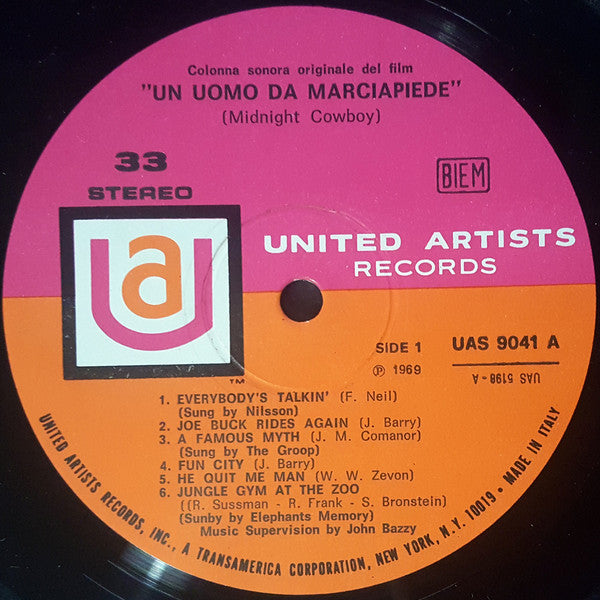 Colonna sonora originale del film
"UN UOMO DA MARCIAPIEDE"
(Midnight Cowboy)
33
STEREO
BIEM
ua
UNITED ARTISTS
RECORDS
SIDE 1
UAS 9041 A
℗ 1969
UAS 5198-A
TM
1. EVERYBODY'S TALKIN' (F. Neil)
(Sung by Nilsson)
2. JOE BUCK RIDES AGAIN (J. Barry)
3. A FAMOUS MYTH (J. M. Comanor)
(Sung by The Groop)
4. FUN CITY (J. Barry)
5. HE QUIT ME MAN (W. W. Zevon)
6. JUNGLE GYM AT THE ZOO
((R. Sussman - R. Frank - S. Bronstein)
(Sunby by Elephants Memory)
Music Supervision by John Bazzy
UNITED ARTISTS RECORDS, INC., A TRANSAMERICA CORPORATION, NEW YORK, N.Y. 10019 • MADE IN ITALY